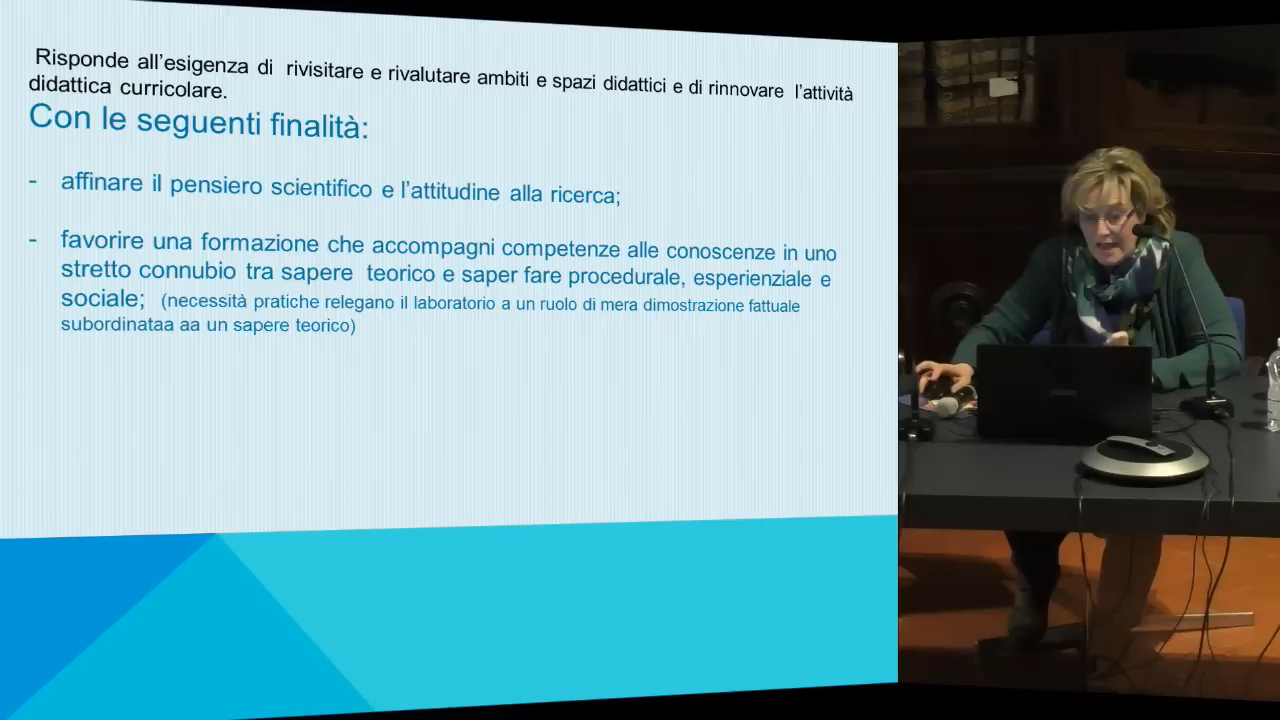 Risponde all'esigenza di rivisitare e rivalutare ambiti e spazi didattici e di rinnovare l'attività
didattica curricolare.
Con le seguenti finalità:
- affinare il pensiero scientifico e l'attitudine alla ricerca;
- favorire una formazione che accompagni competenze alle conoscenze in uno
stretto connubio tra sapere teorico e saper fare procedurale, esperienziale e
sociale; (necessità pratiche relegano il laboratorio a un ruolo di mera dimostrazione fattuale
subordinataa aa un sapere teorico)